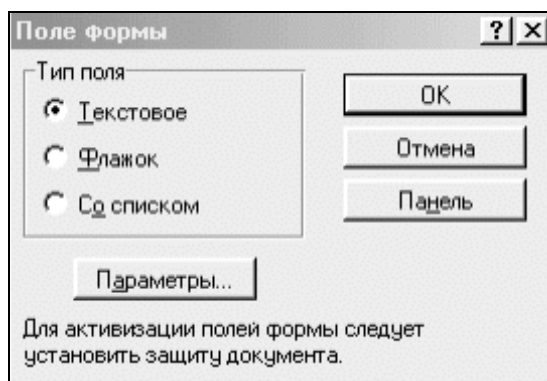 Поле формы
Тип поля
Текстовое
Флажок
Со списком
OK
Отмена
Панель
Параметры...
Для активизации полей формы следует
установить защиту документа.